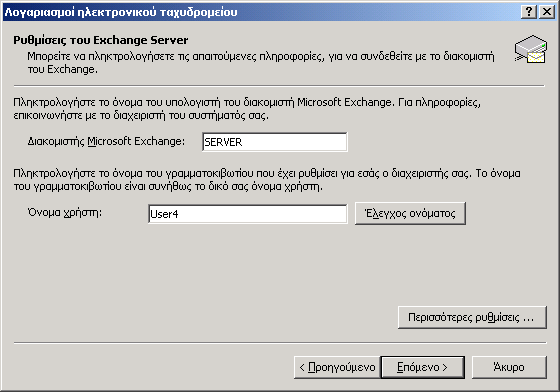 Λογαριασμοί ηλεκτρονικού ταχυδρομείου
Ρυθμίσεις του Exchange Server
Μπορείτε να πληκτρολογήσετε τις απαιτούμενες πληροφορίες, για να συνδεθείτε με το διακομιστή
του Exchange.
Πληκτρολογήστε το όνομα του υπολογιστή του διακομιστή Microsoft Exchange. Για πληροφορίες,
επικοινωνήστε με το διαχειριστή του συστήματός σας.
Διακομιστής Microsoft Exchange: SERVER
Πληκτρολογήστε το όνομα του γραμματοκιβωτίου που έχει ρυθμίσει για εσάς ο διαχειριστής σας. Το όνομα
του γραμματοκιβωτίου είναι συνήθως το δικό σας όνομα χρήστη.
Όνομα χρήστη: User4 Έλεγχος ονόματος
Περισσότερες ρυθμίσεις ...
< Προηγούμενο Επόμενο > Άκυρο